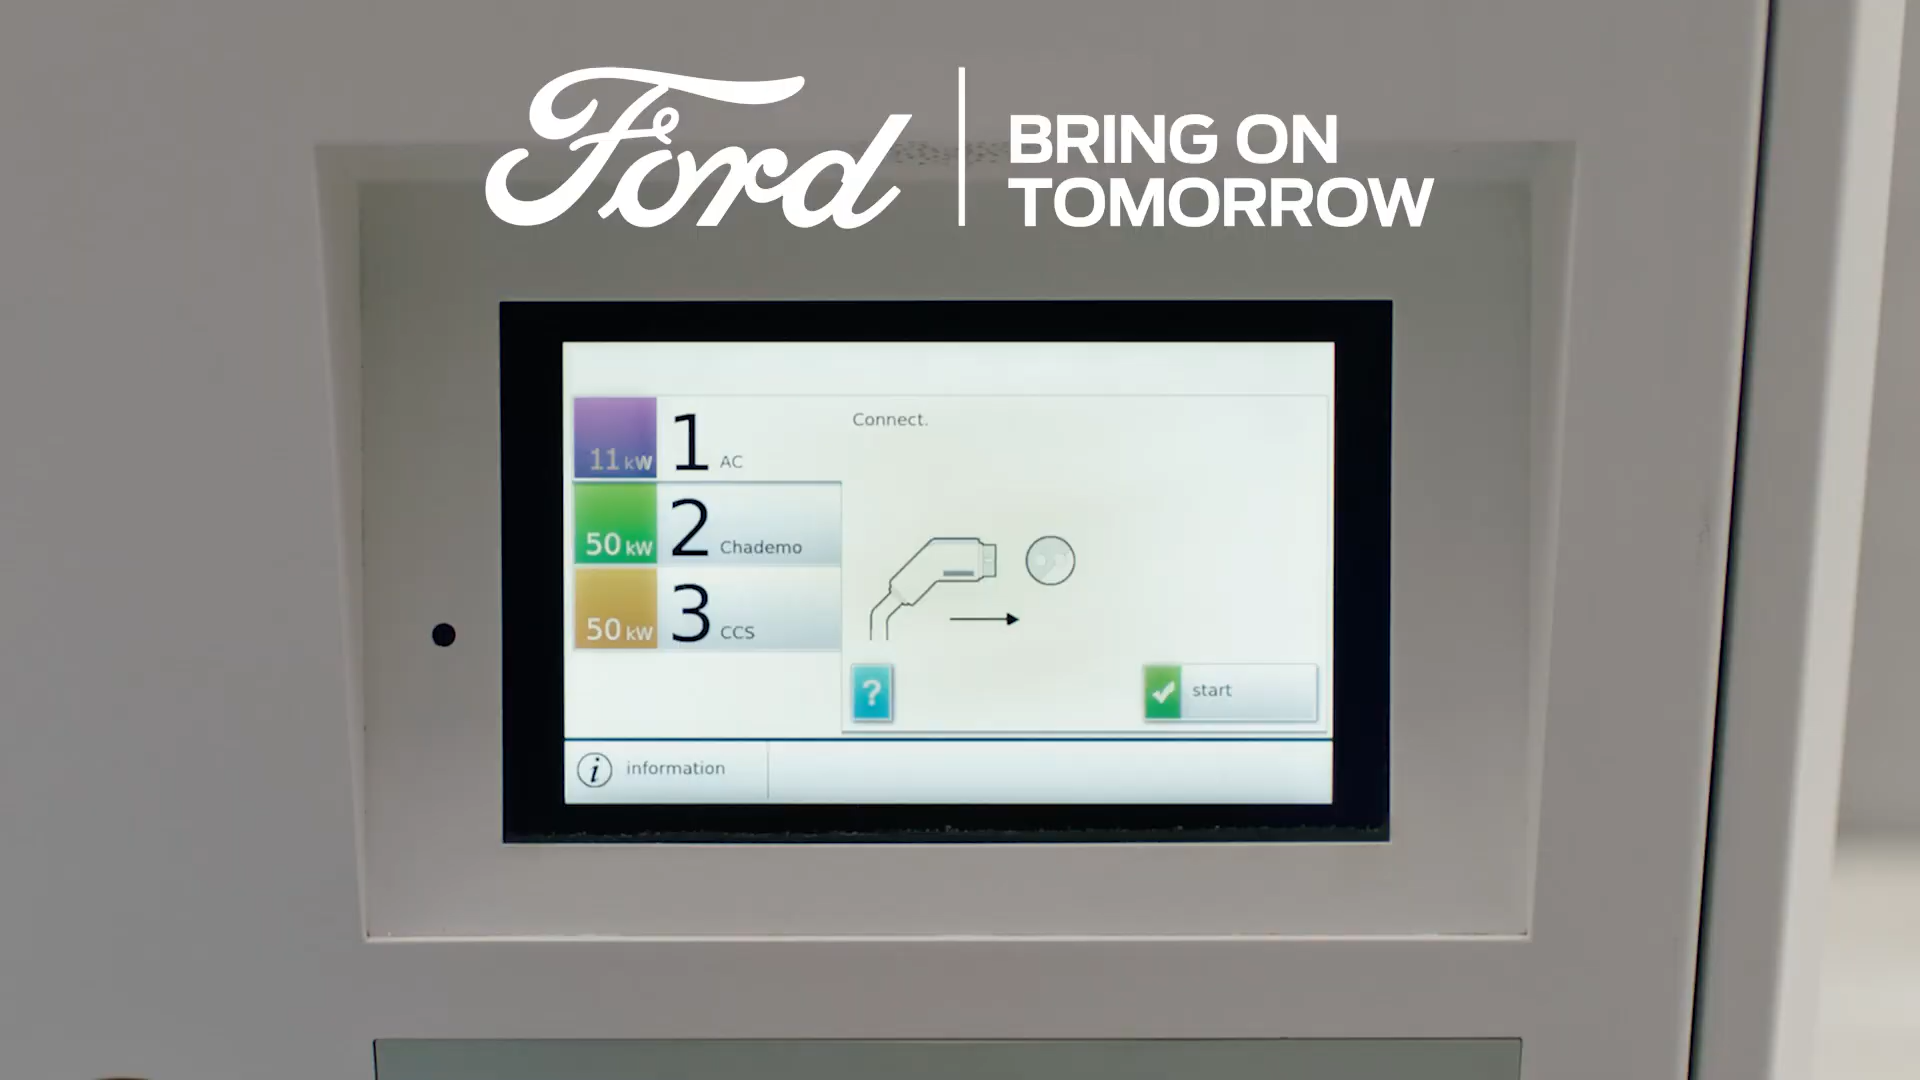 Ford
BRING ON
TOMORROW
11 kW 1 AC
Connect.
50 kW 2 Chademo
50 kW 3 CCS
?
start
i information